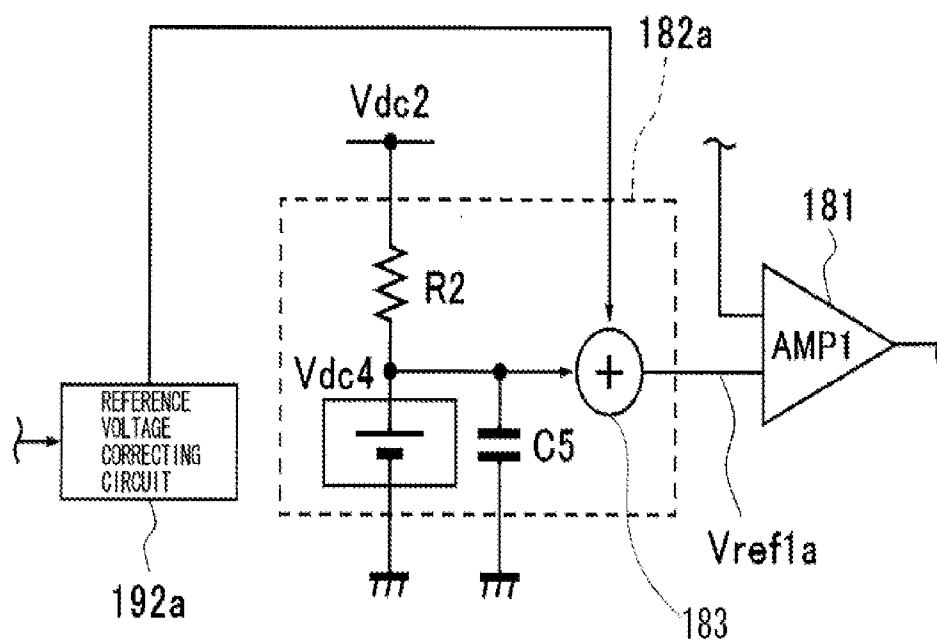 182a
Vdc2
181
R2
AMP1
Vdc4
+
REFERENCE
VOLTAGE
CORRECTING
CIRCUIT
C5
Vref1a
192a
183